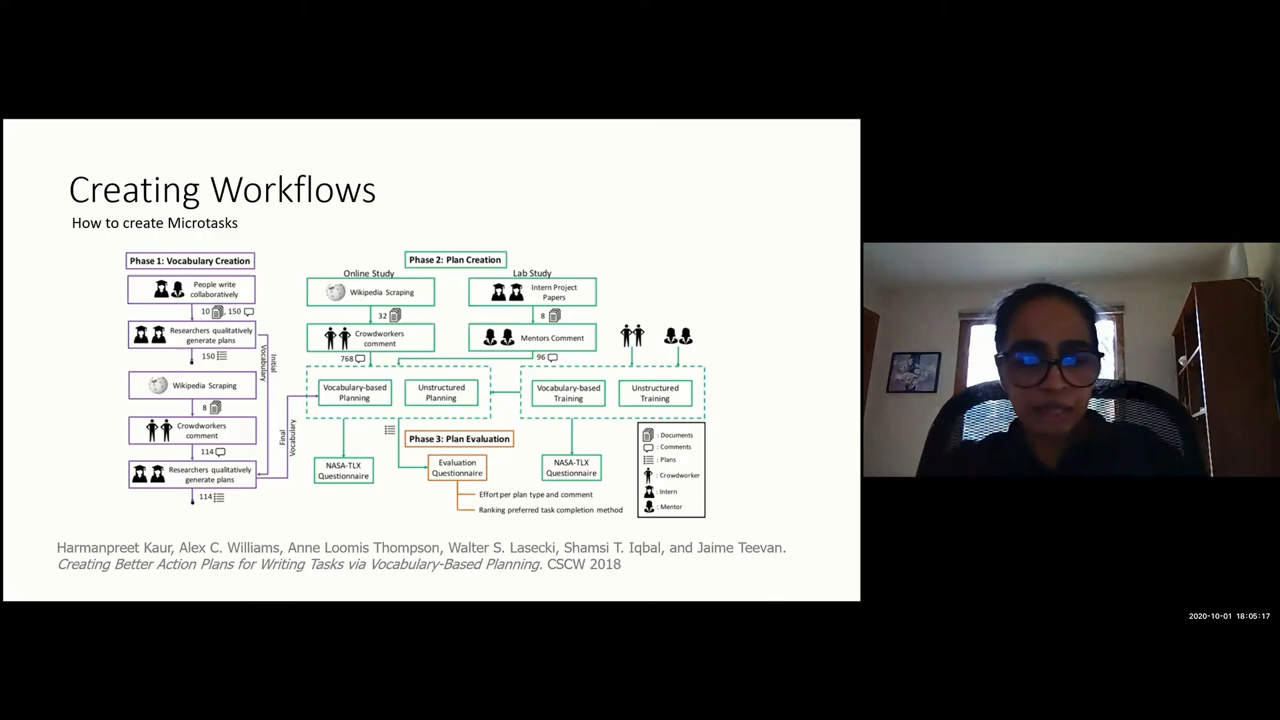 Creating Workflows
How to create Microtasks
Phase 1: Vocabulary Creation
People write
collaboratively
10 , 150
Researchers qualitatively
generate plans
150
Initial
Vocabulary
Wikipedia Scraping
8
Crowdworkers
comment
114
Final
Vocabulary
Researchers qualitatively
generate plans
114
Phase 2: Plan Creation
Online Study
Lab Study
Wikipedia Scraping
Intern Project
Papers
32
8
Crowdworkers
comment
Mentors Comment
768
96
Vocabulary-based
Planning
Unstructured
Planning
Vocabulary-based
Training
Unstructured
Training
Phase 3: Plan Evaluation
NASA-TLX
Questionnaire
Evaluation
Questionnaire
NASA-TLX
Questionnaire
Effort per plan type and comment
Ranking preferred task completion method
: Documents
: Comments
: Plans
: Crowdworker
: Intern
: Mentor
Harmanpreet Kaur, Alex C. Williams, Anne Loomis Thompson, Walter S. Lasecki, Shamsi T. Iqbal, and Jaime Teevan.
Creating Better Action Plans for Writing Tasks via Vocabulary-Based Planning. CSCW 2018
2020-10-01 18:05:17